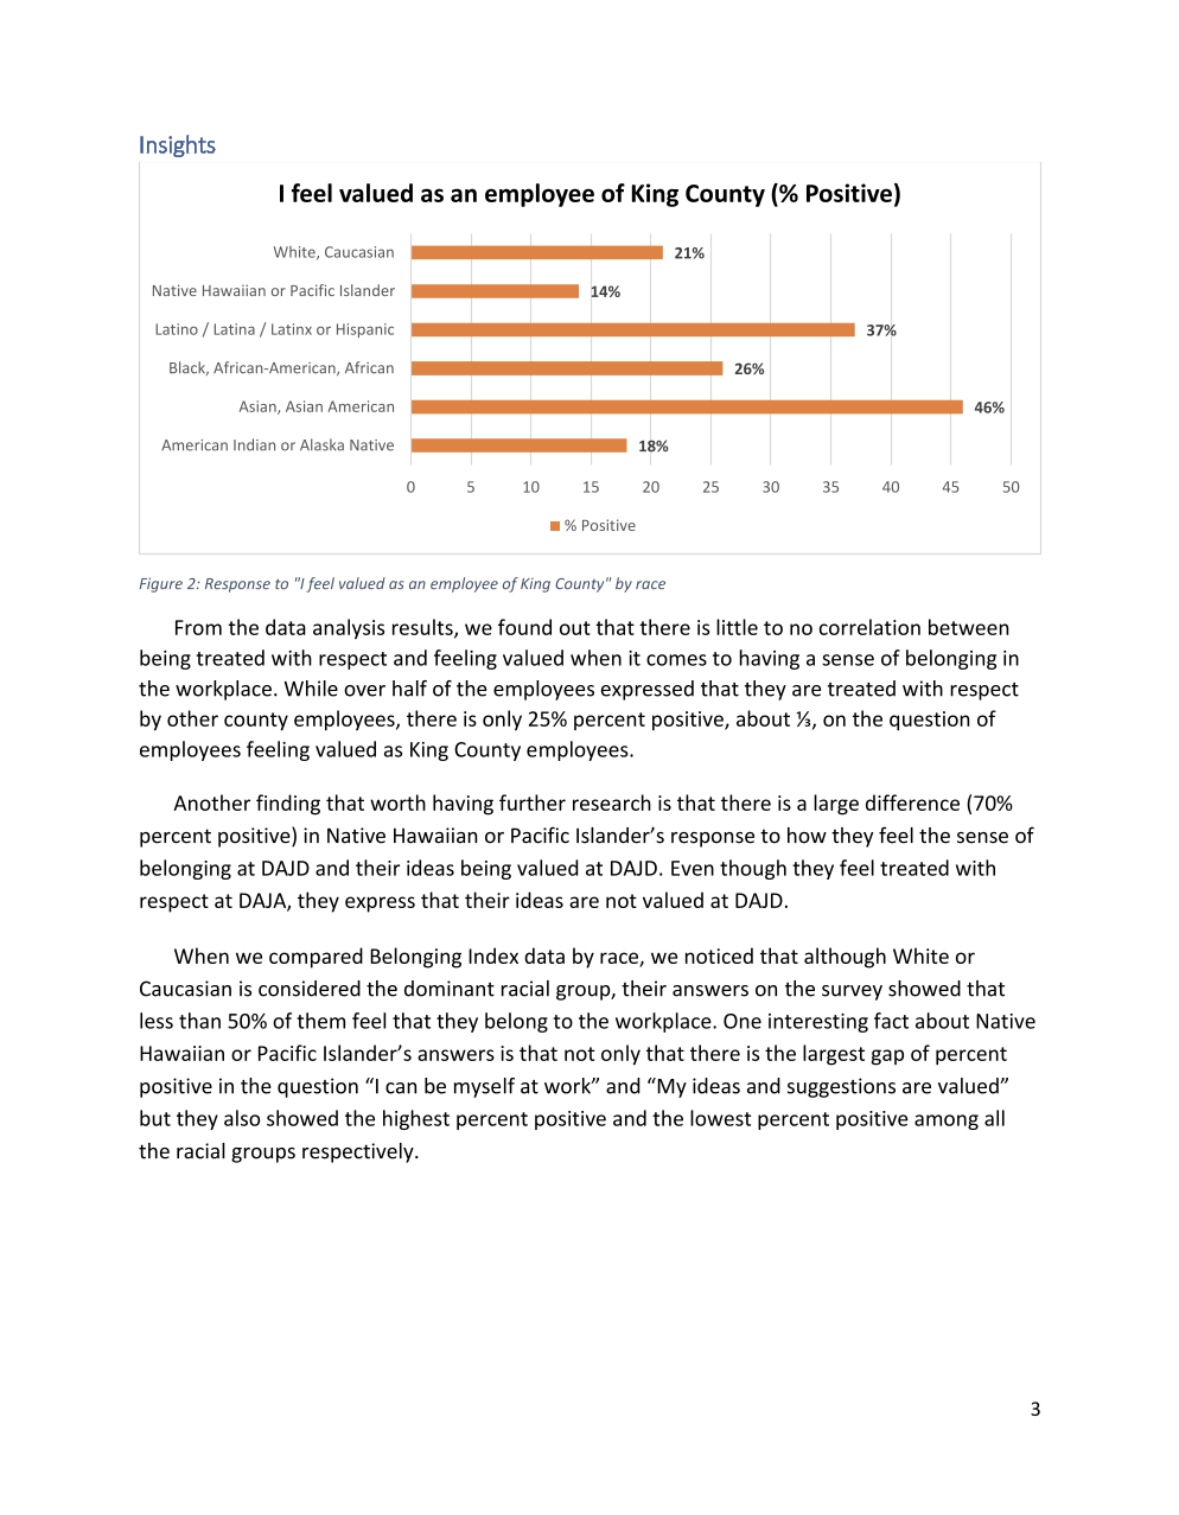 Insights
I feel valued as an employee of King County (% Positive)
White, Caucasian 21%
Native Hawaiian or Pacific Islander 14%
Latino / Latina / Latinx or Hispanic 37%
Black, African-American, African 26%
Asian, Asian American 46%
American Indian or Alaska Native 18%
0 5 10 15 20 25 30 35 40 45 50
% Positive
Figure 2: Response to "I feel valued as an employee of King County" by race
From the data analysis results, we found out that there is little to no correlation between
being treated with respect and feeling valued when it comes to having a sense of belonging in
the workplace. While over half of the employees expressed that they are treated with respect
by other county employees, there is only 25% percent positive, about ⅓, on the question of
employees feeling valued as King County employees.
Another finding that worth having further research is that there is a large difference (70%
percent positive) in Native Hawaiian or Pacific Islander’s response to how they feel the sense of
belonging at DAJD and their ideas being valued at DAJD. Even though they feel treated with
respect at DAJA, they express that their ideas are not valued at DAJD.
When we compared Belonging Index data by race, we noticed that although White or
Caucasian is considered the dominant racial group, their answers on the survey showed that
less than 50% of them feel that they belong to the workplace. One interesting fact about Native
Hawaiian or Pacific Islander’s answers is that not only that there is the largest gap of percent
positive in the question “I can be myself at work” and “My ideas and suggestions are valued”
but they also showed the highest percent positive and the lowest percent positive among all
the racial groups respectively.
3